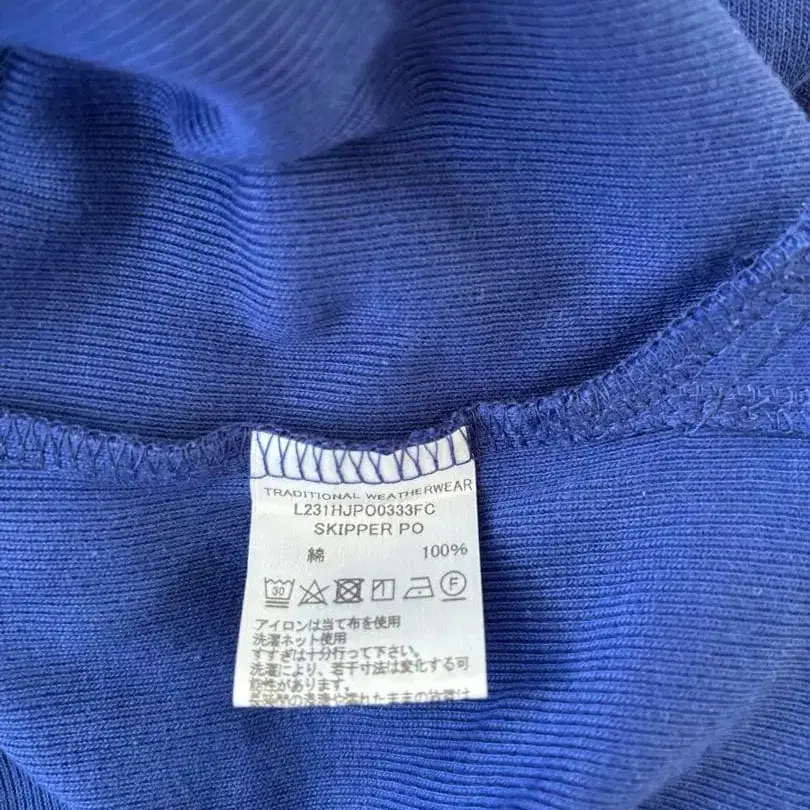 TRADITIONAL WEATHERWEAR
L231HJPO0333FC
SKIPPER PO
綿 100%
30 F
アイロンは当て布を使用
洗濯ネット使用
すすぎは十分行って下さい。
洗濯により、若干寸法は変化する可
能性があります。